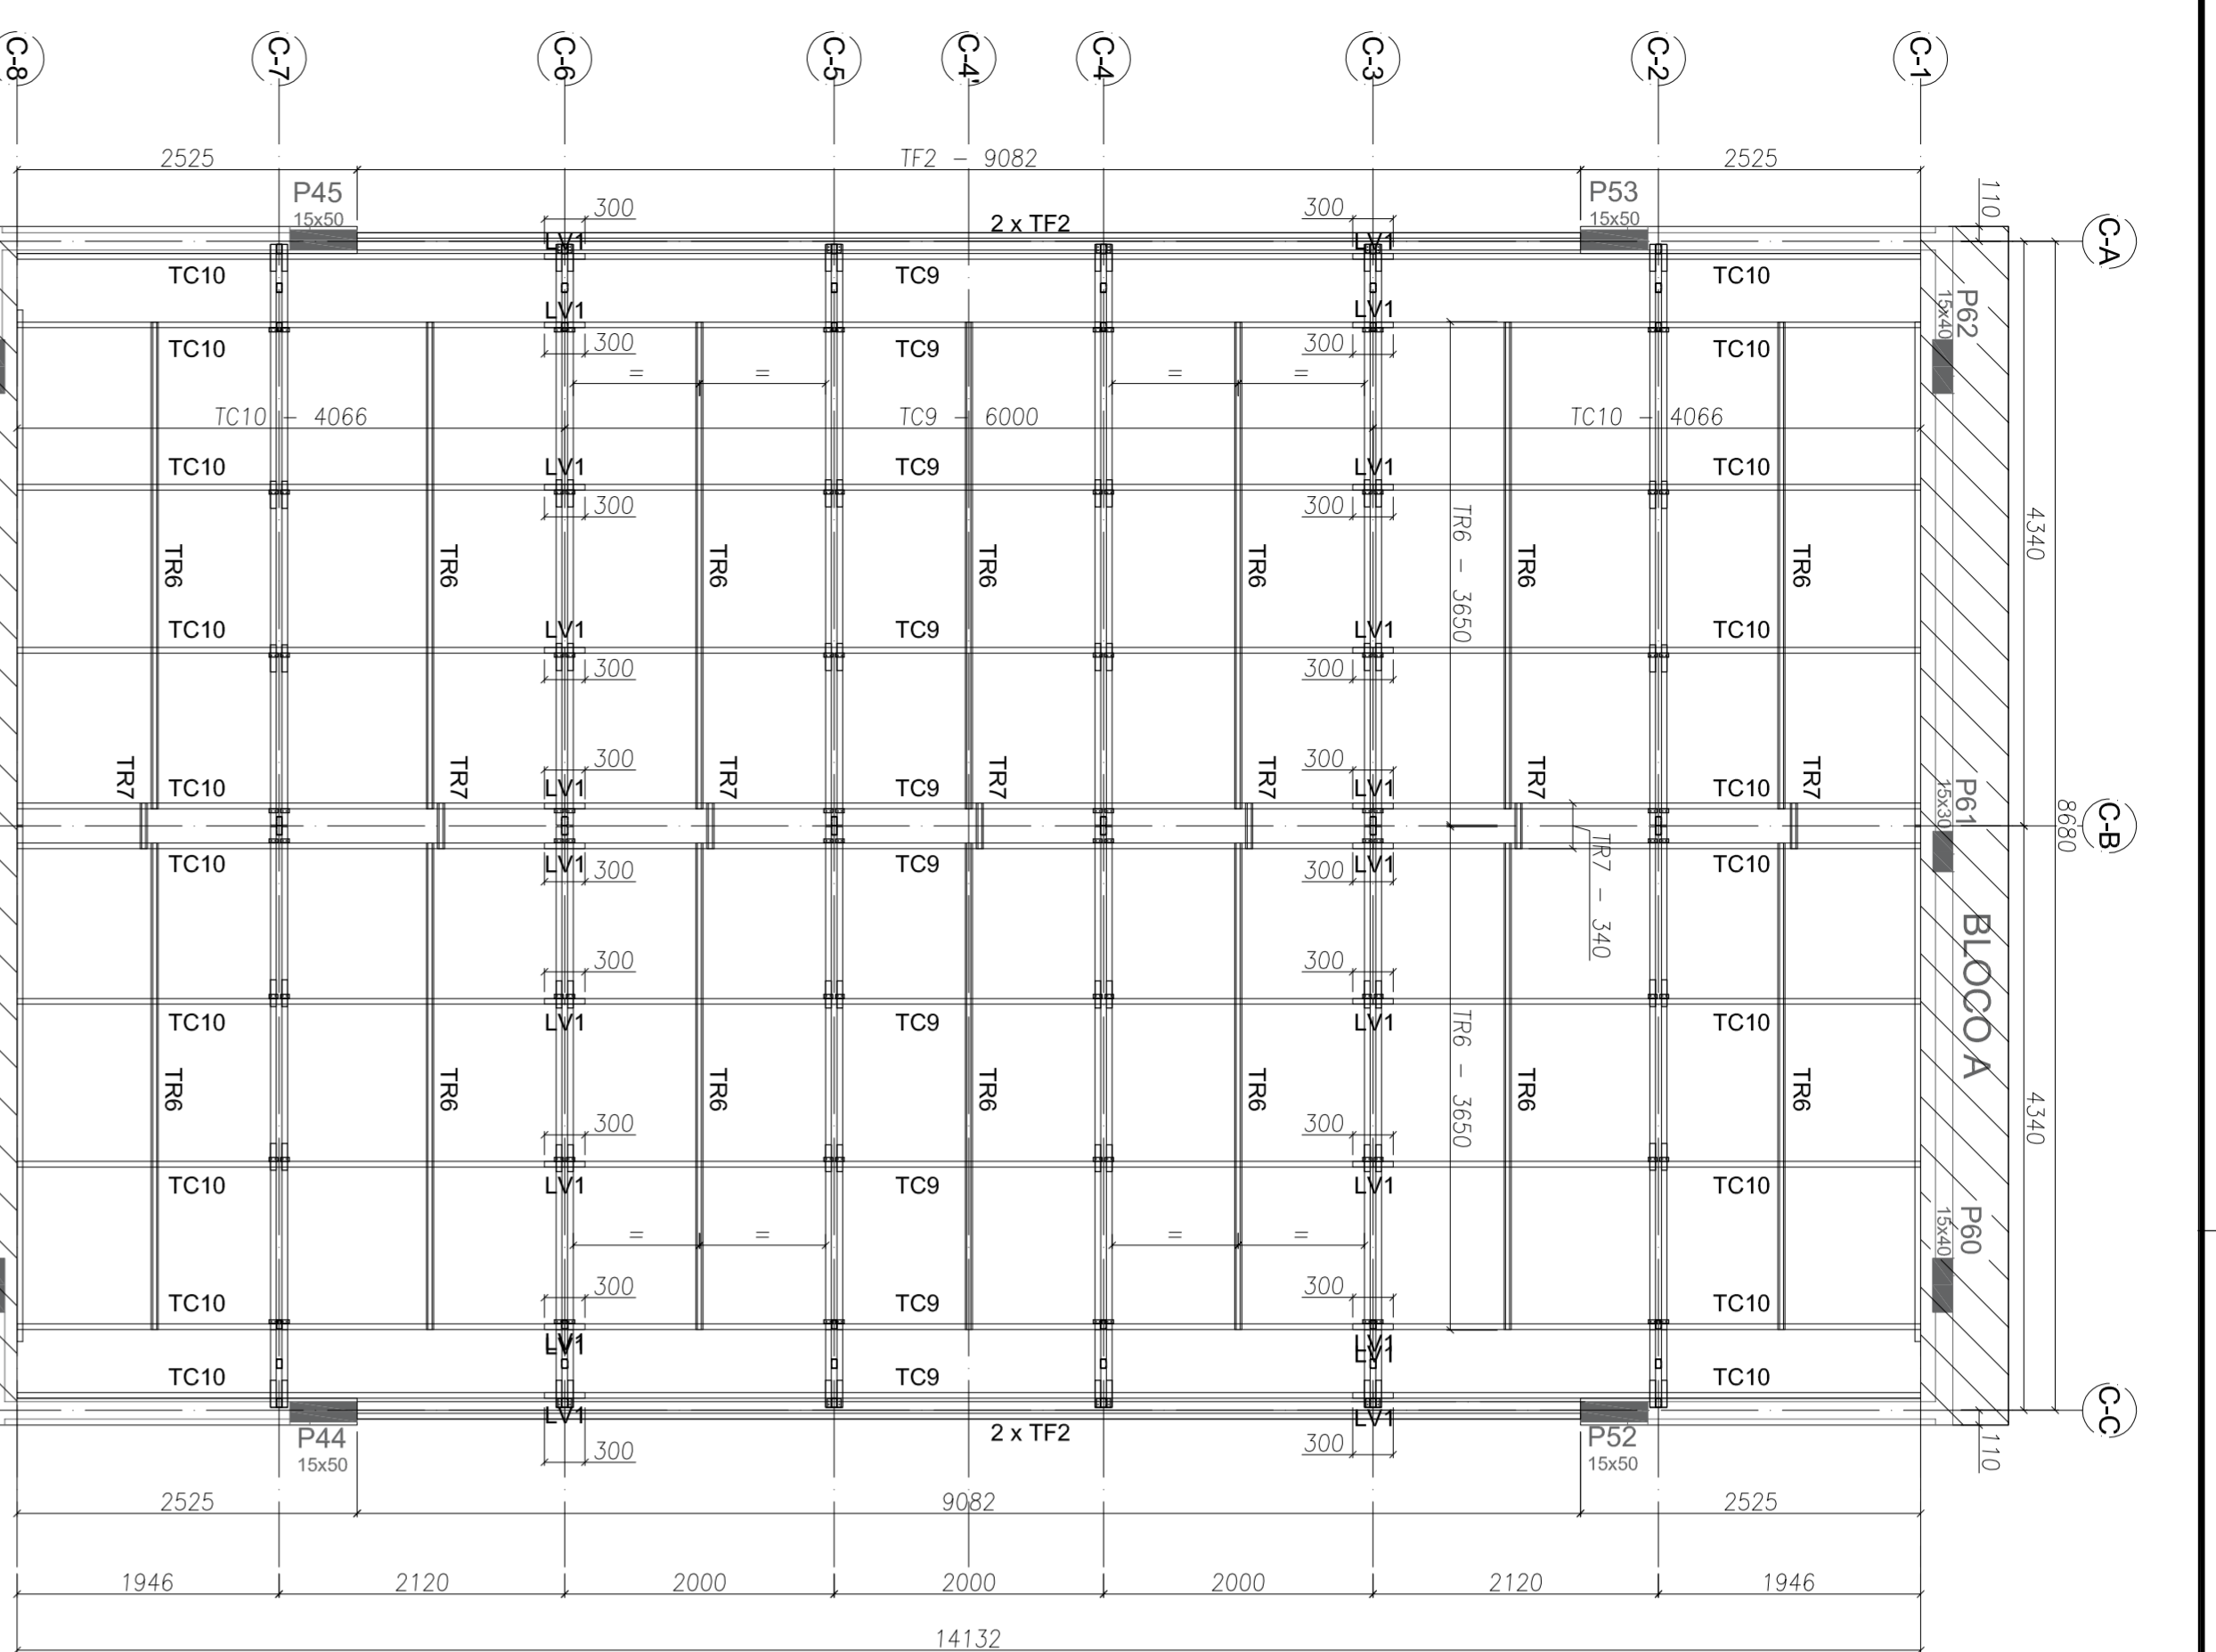 C-8 C-7 C-6 C-5 C-4' C-4 C-3 C-2 C-1
2525 TF2 - 9082 2525
P45 P53
15x50 15x50
110
C-A
300 300
2 x TF2
LV1 LV1
TC10 TC9 TC10
P62
15x40
LV1 LV1
300 300
TC10 TC9 TC10
= = = =
TC10 - 4066 TC9 - 6000 TC10 - 4066
TC10 LV1 TC9 LV1 TC10
300 300
TR6 - 3650
4340
TR6 TR6 TR6 TR6 TR6 TR6 TR6
TC10 LV1 TC9 LV1 TC10
300 300
300 300
TR7 TR7 TR7 TR7 TR7 TR7 TR7
TC10 LV1 TC9 LV1 TC10
P61
15x30
8680
C-B
TC10 LV1 TC9 LV1 TC10
300 300
TR7 - 340
BLOCO A
300 300
TC10 LV1 TC9 LV1 TC10
TR6 - 3650
4340
TR6 TR6 TR6 TR6 TR6 TR6 TR6
300 300
TC10 LV1 TC9 LV1 TC10
P60
15x40
= = = =
300 300
TC10 TC9 TC10
LV1 LV1
LV1 LV1
TC10 TC9 TC10
LV1 LV1
C-C
2 x TF2
P44 P52
15x50 15x50
300 300
110
2525 9082 2525
1946 2120 2000 2000 2000 2120 1946
14132